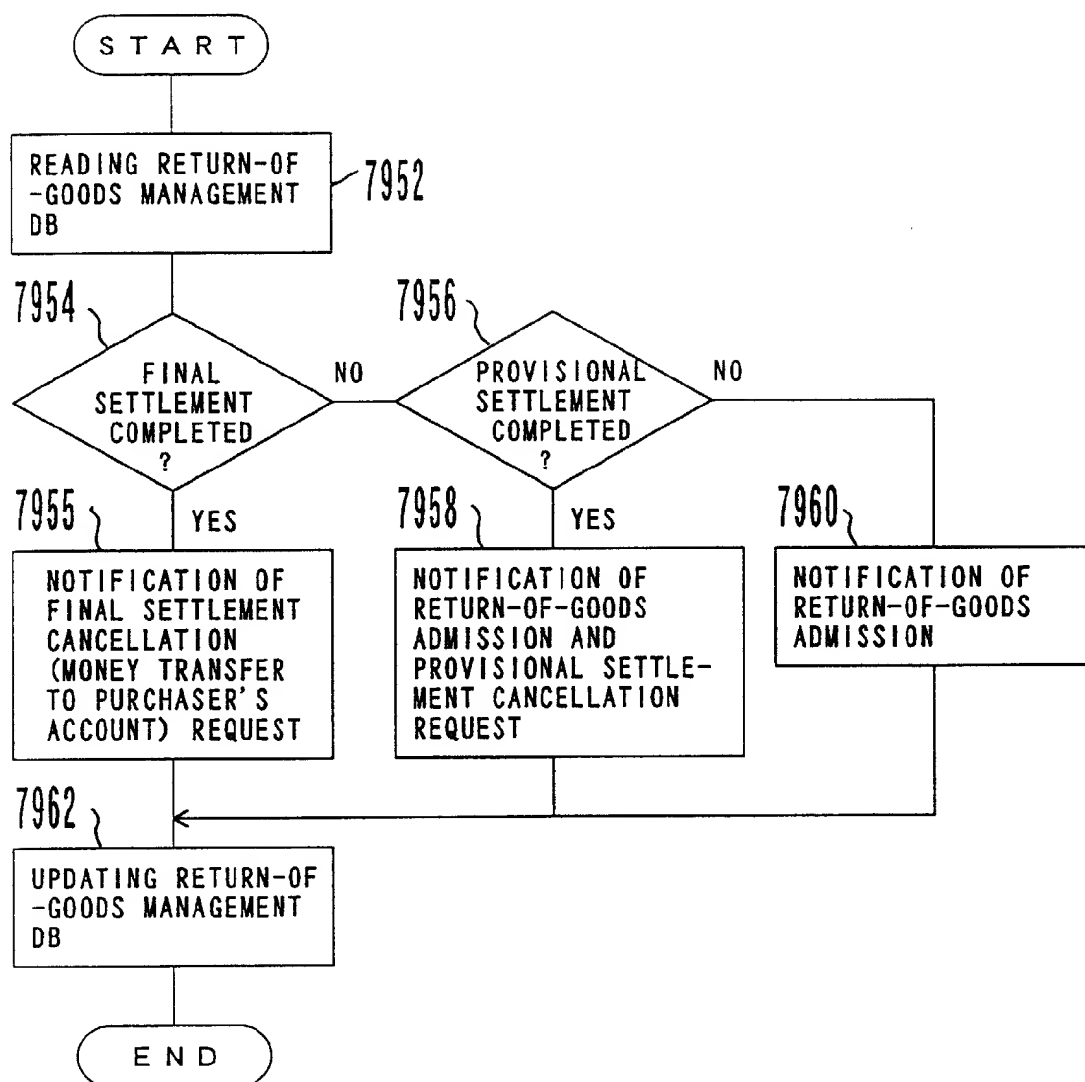 START
READING RETURN-OF
-GOODS MANAGEMENT
DB
7952
7954
FINAL
SETTLEMENT
COMPLETED
?
NO
7956
PROVISIONAL
SETTLEMENT
COMPLETED
?
NO
7955
YES
NOTIFICATION OF
FINAL SETTLEMENT
CANCELLATION
(MONEY TRANSFER
TO PURCHASER'S
ACCOUNT) REQUEST
7958
YES
NOTIFICATION OF
RETURN-OF-GOODS
ADMISSION AND
PROVISIONAL SETTLE-
MENT CANCELLATION
REQUEST
7960
NOTIFICATION OF
RETURN-OF-GOODS
ADMISSION
7962
UPDATING RETURN-OF
-GOODS MANAGEMENT
DB
END